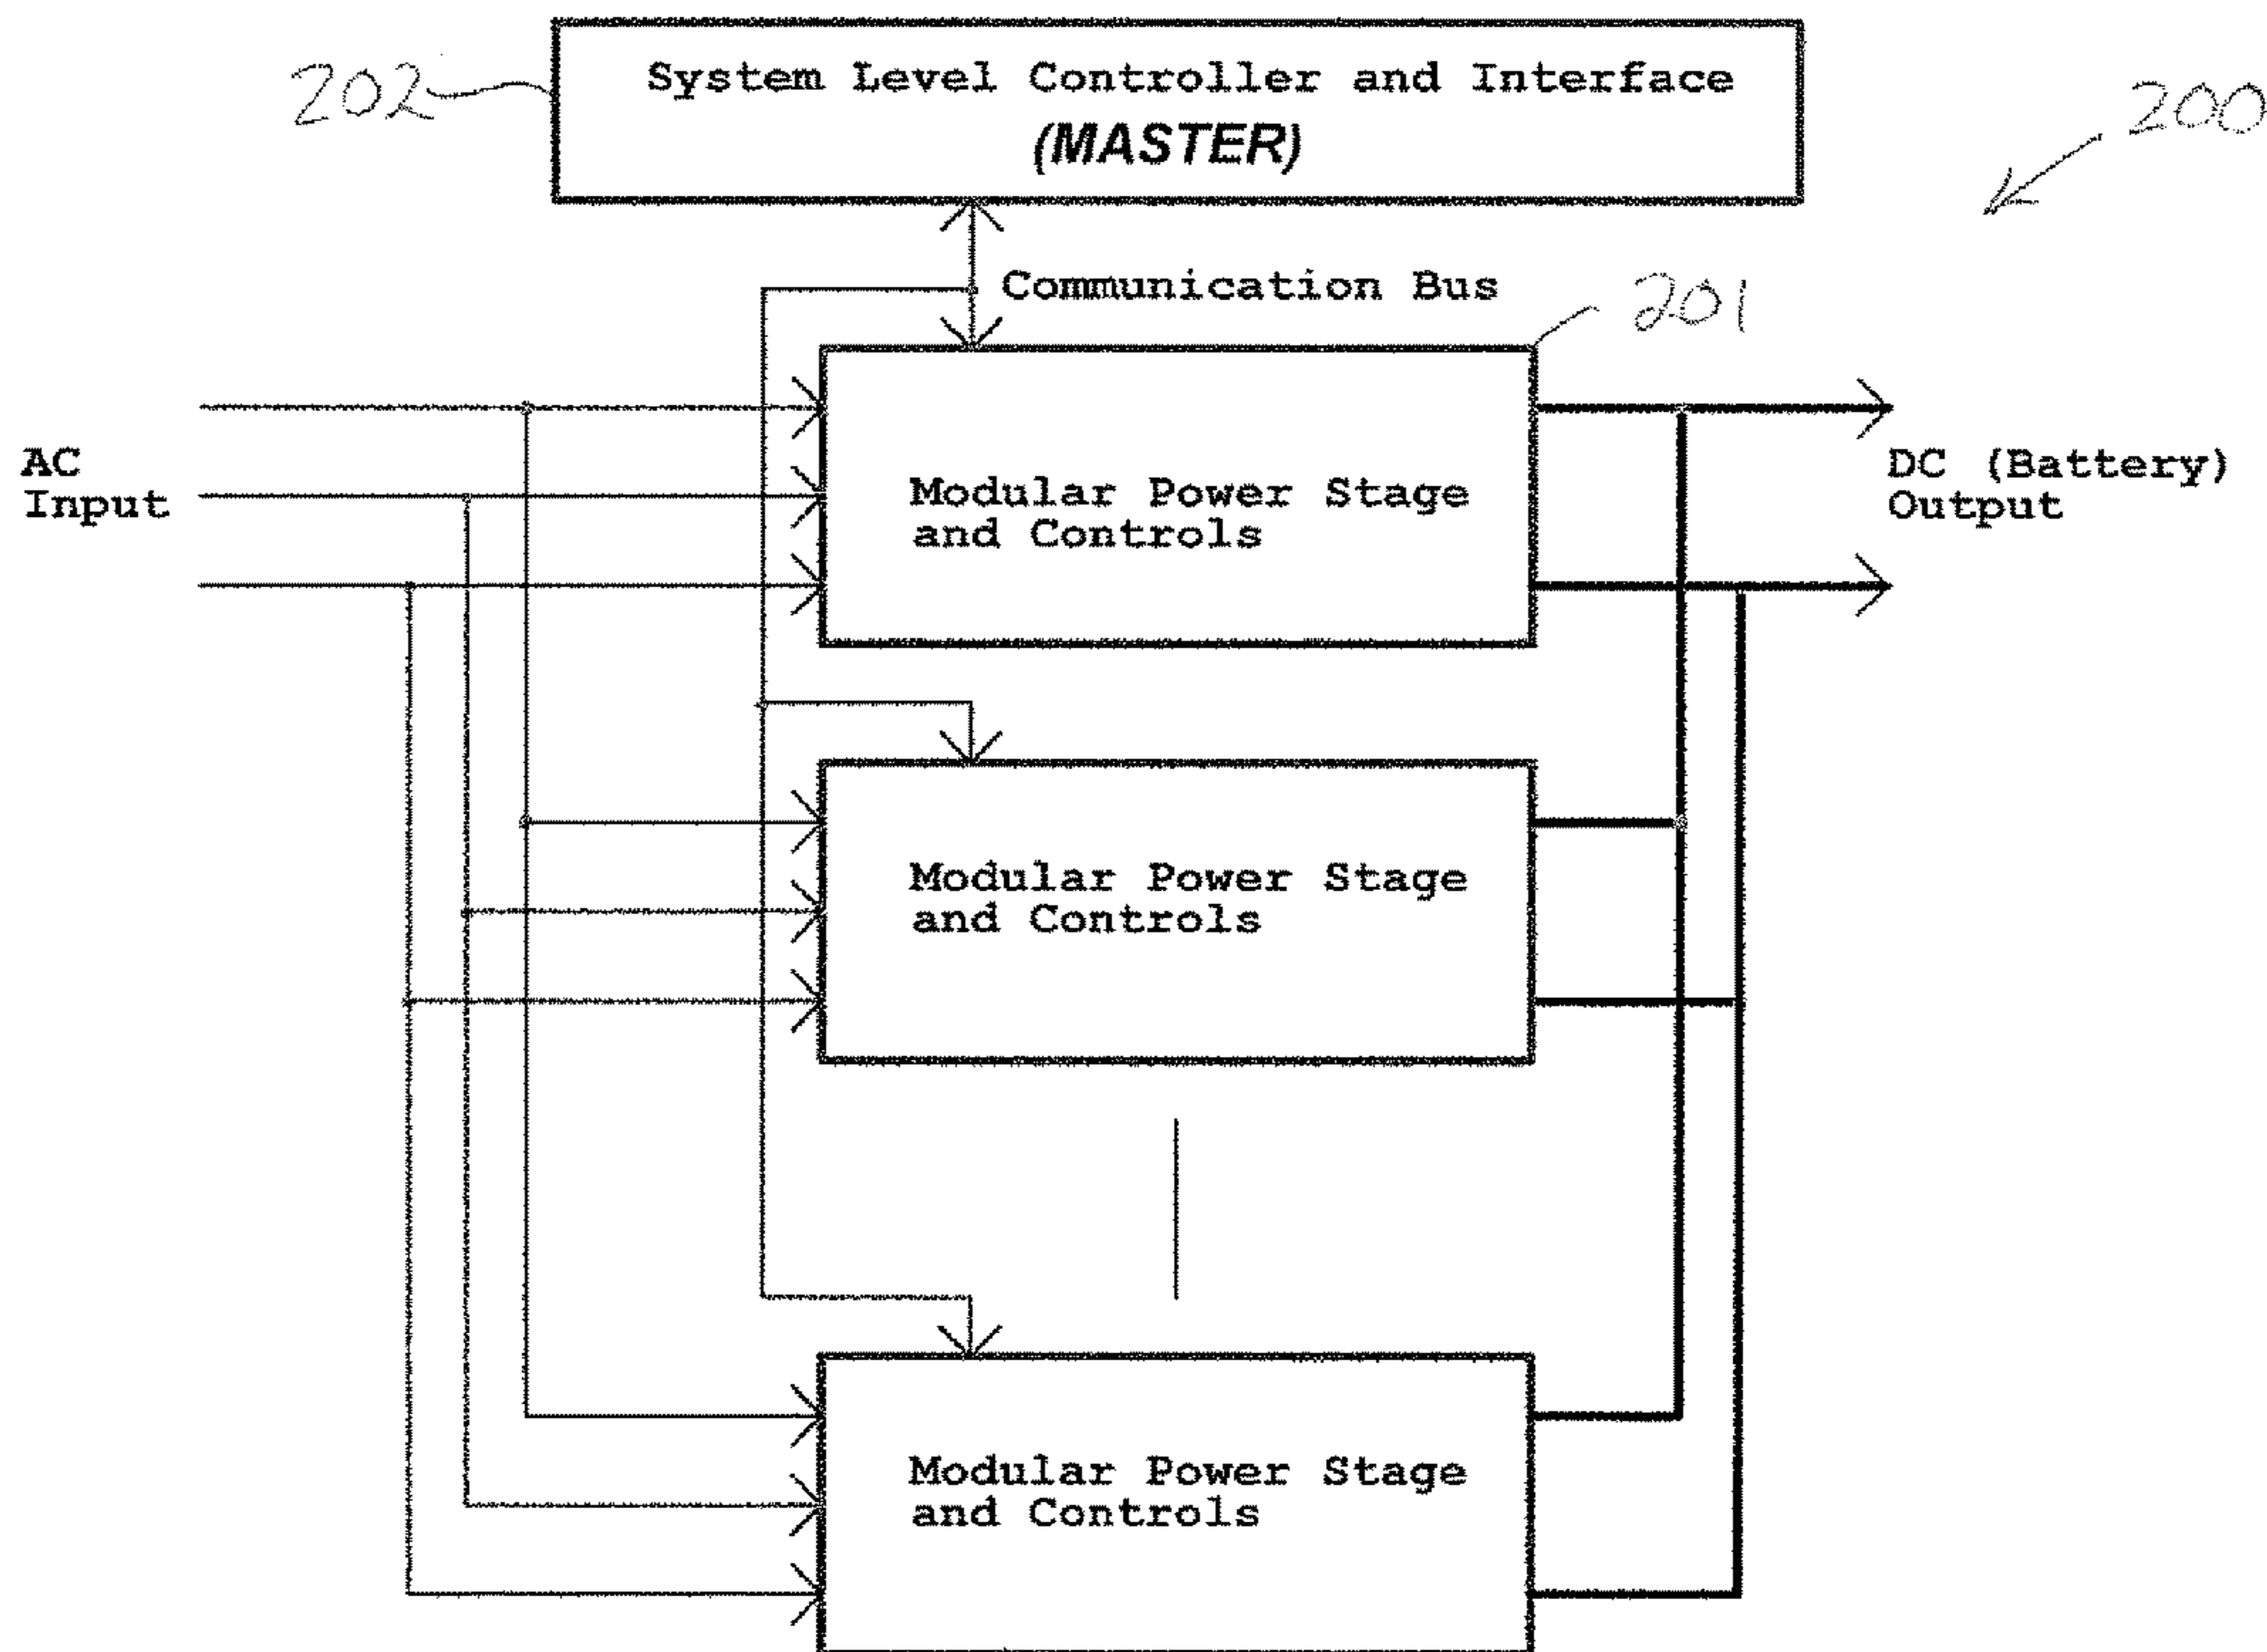 System Level Controller and Interface
(MASTER)
202
200
Communication Bus
201
AC
Input
Modular Power Stage
and Controls
DC (Battery)
Output
Modular Power Stage
and Controls
Modular Power Stage
and Controls